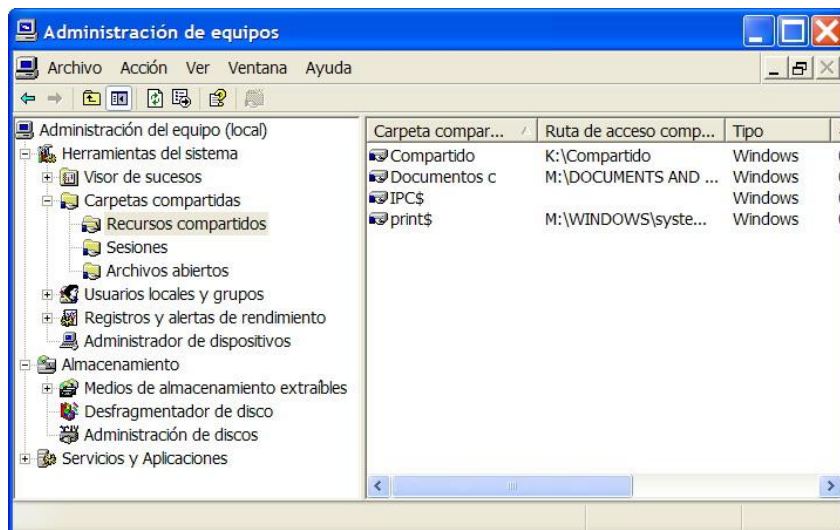 Administración de equipos
Archivo Acción Ver Ventana Ayuda
Administración del equipo (local)
Herramientas del sistema
Visor de sucesos
Carpetas compartidas
Recursos compartidos
Sesiones
Archivos abiertos
Usuarios locales y grupos
Registros y alertas de rendimiento
Administrador de dispositivos
Almacenamiento
Medios de almacenamiento extraíbles
Desfragmentador de disco
Administración de discos
Servicios y Aplicaciones
Carpeta compar... Ruta de acceso comp... Tipo
Compartido K:\Compartido Windows
Documentos c M:\DOCUMENTS AND ... Windows
IPC$ Windows
print$ M:\WINDOWS\syste... Windows